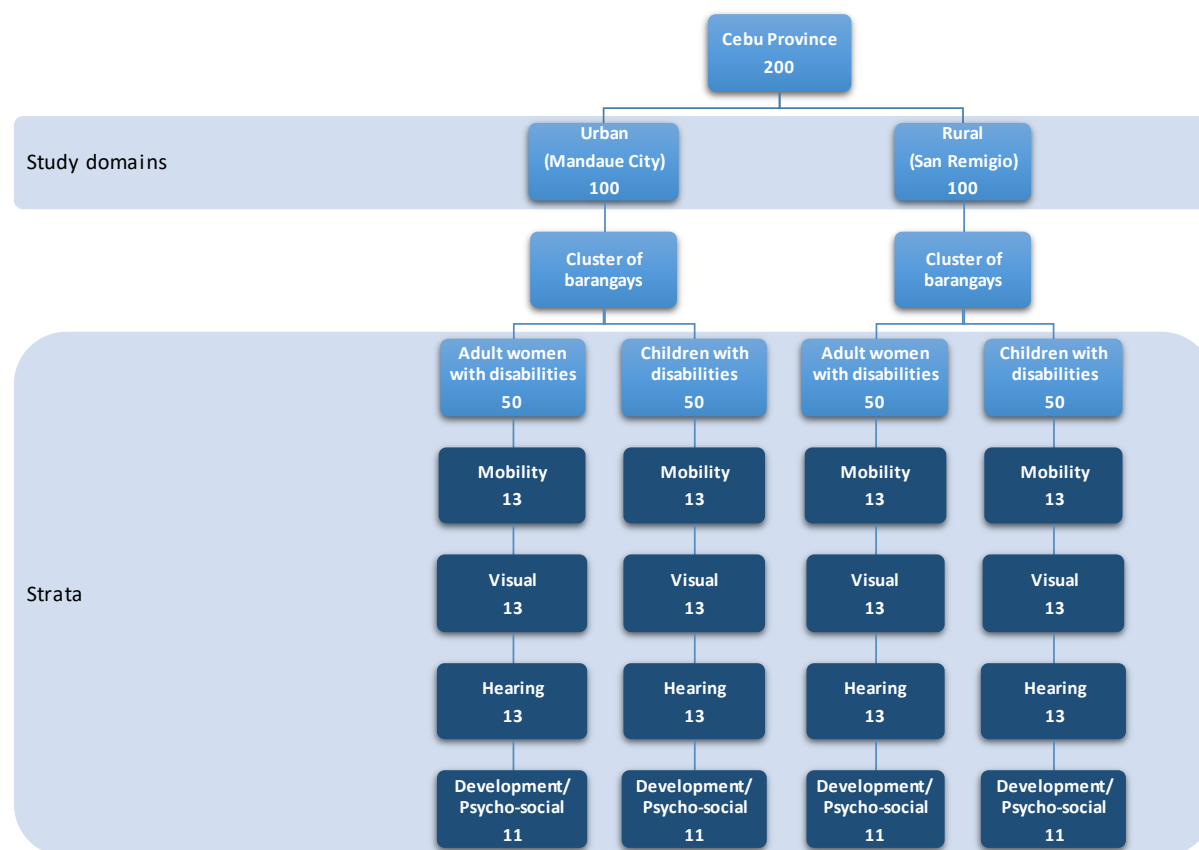 Cebu Province
200
Study domains
Urban
(Mandaue City)
100
Rural
(San Remigio)
100
Cluster of
barangays
Cluster of
barangays
Strata
Adult women
with disabilities
50
Children with
disabilities
50
Adult women
with disabilities
50
Children with
disabilities
50
Mobility
13
Mobility
13
Mobility
13
Mobility
13
Visual
13
Visual
13
Visual
13
Visual
13
Hearing
13
Hearing
13
Hearing
13
Hearing
13
Development/
Psycho-social
11
Development/
Psycho-social
11
Development/
Psycho-social
11
Development/
Psycho-social
11